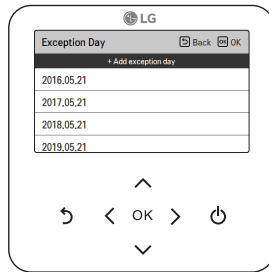 LG
Exception Day Back OK OK
+ Add exception day
2016.05.21
2017.05.21
2018.05.21
2019.05.21
OK